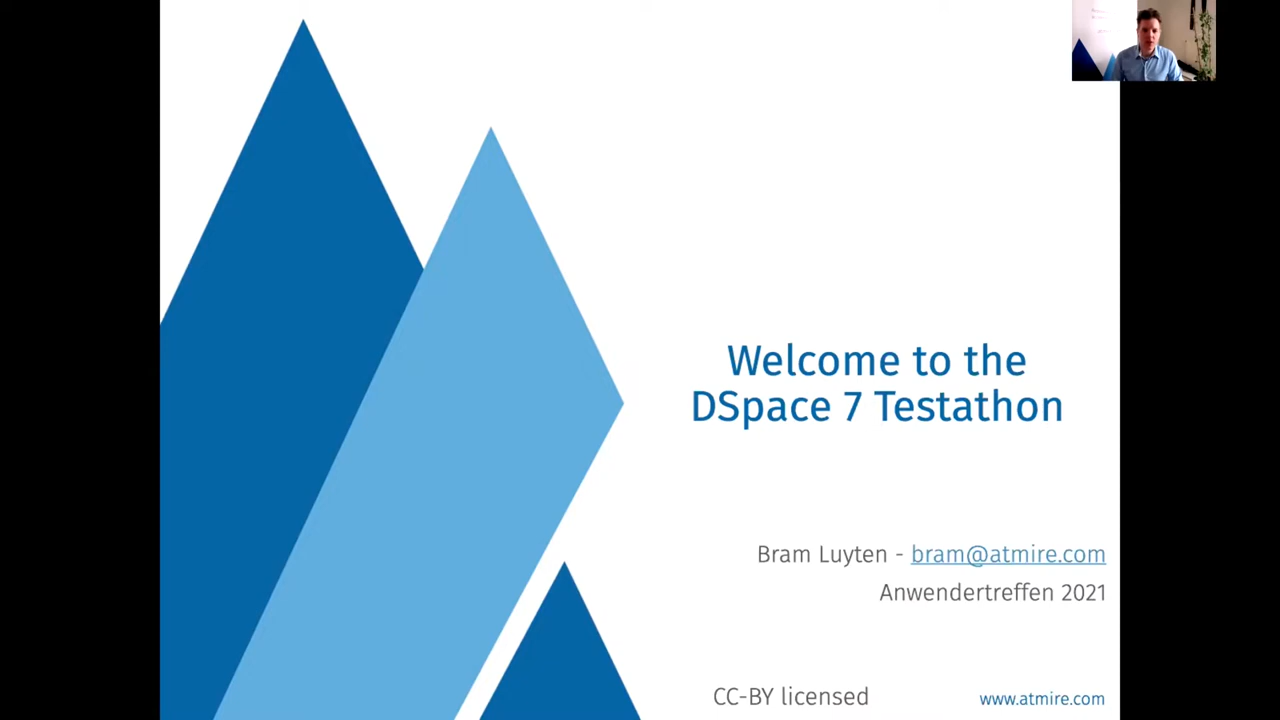 Welcome to the
DSpace 7 Testathon
Bram Luyten - bram@atmire.com
Anwendertreffen 2021
CC-BY licensed
www.atmire.com